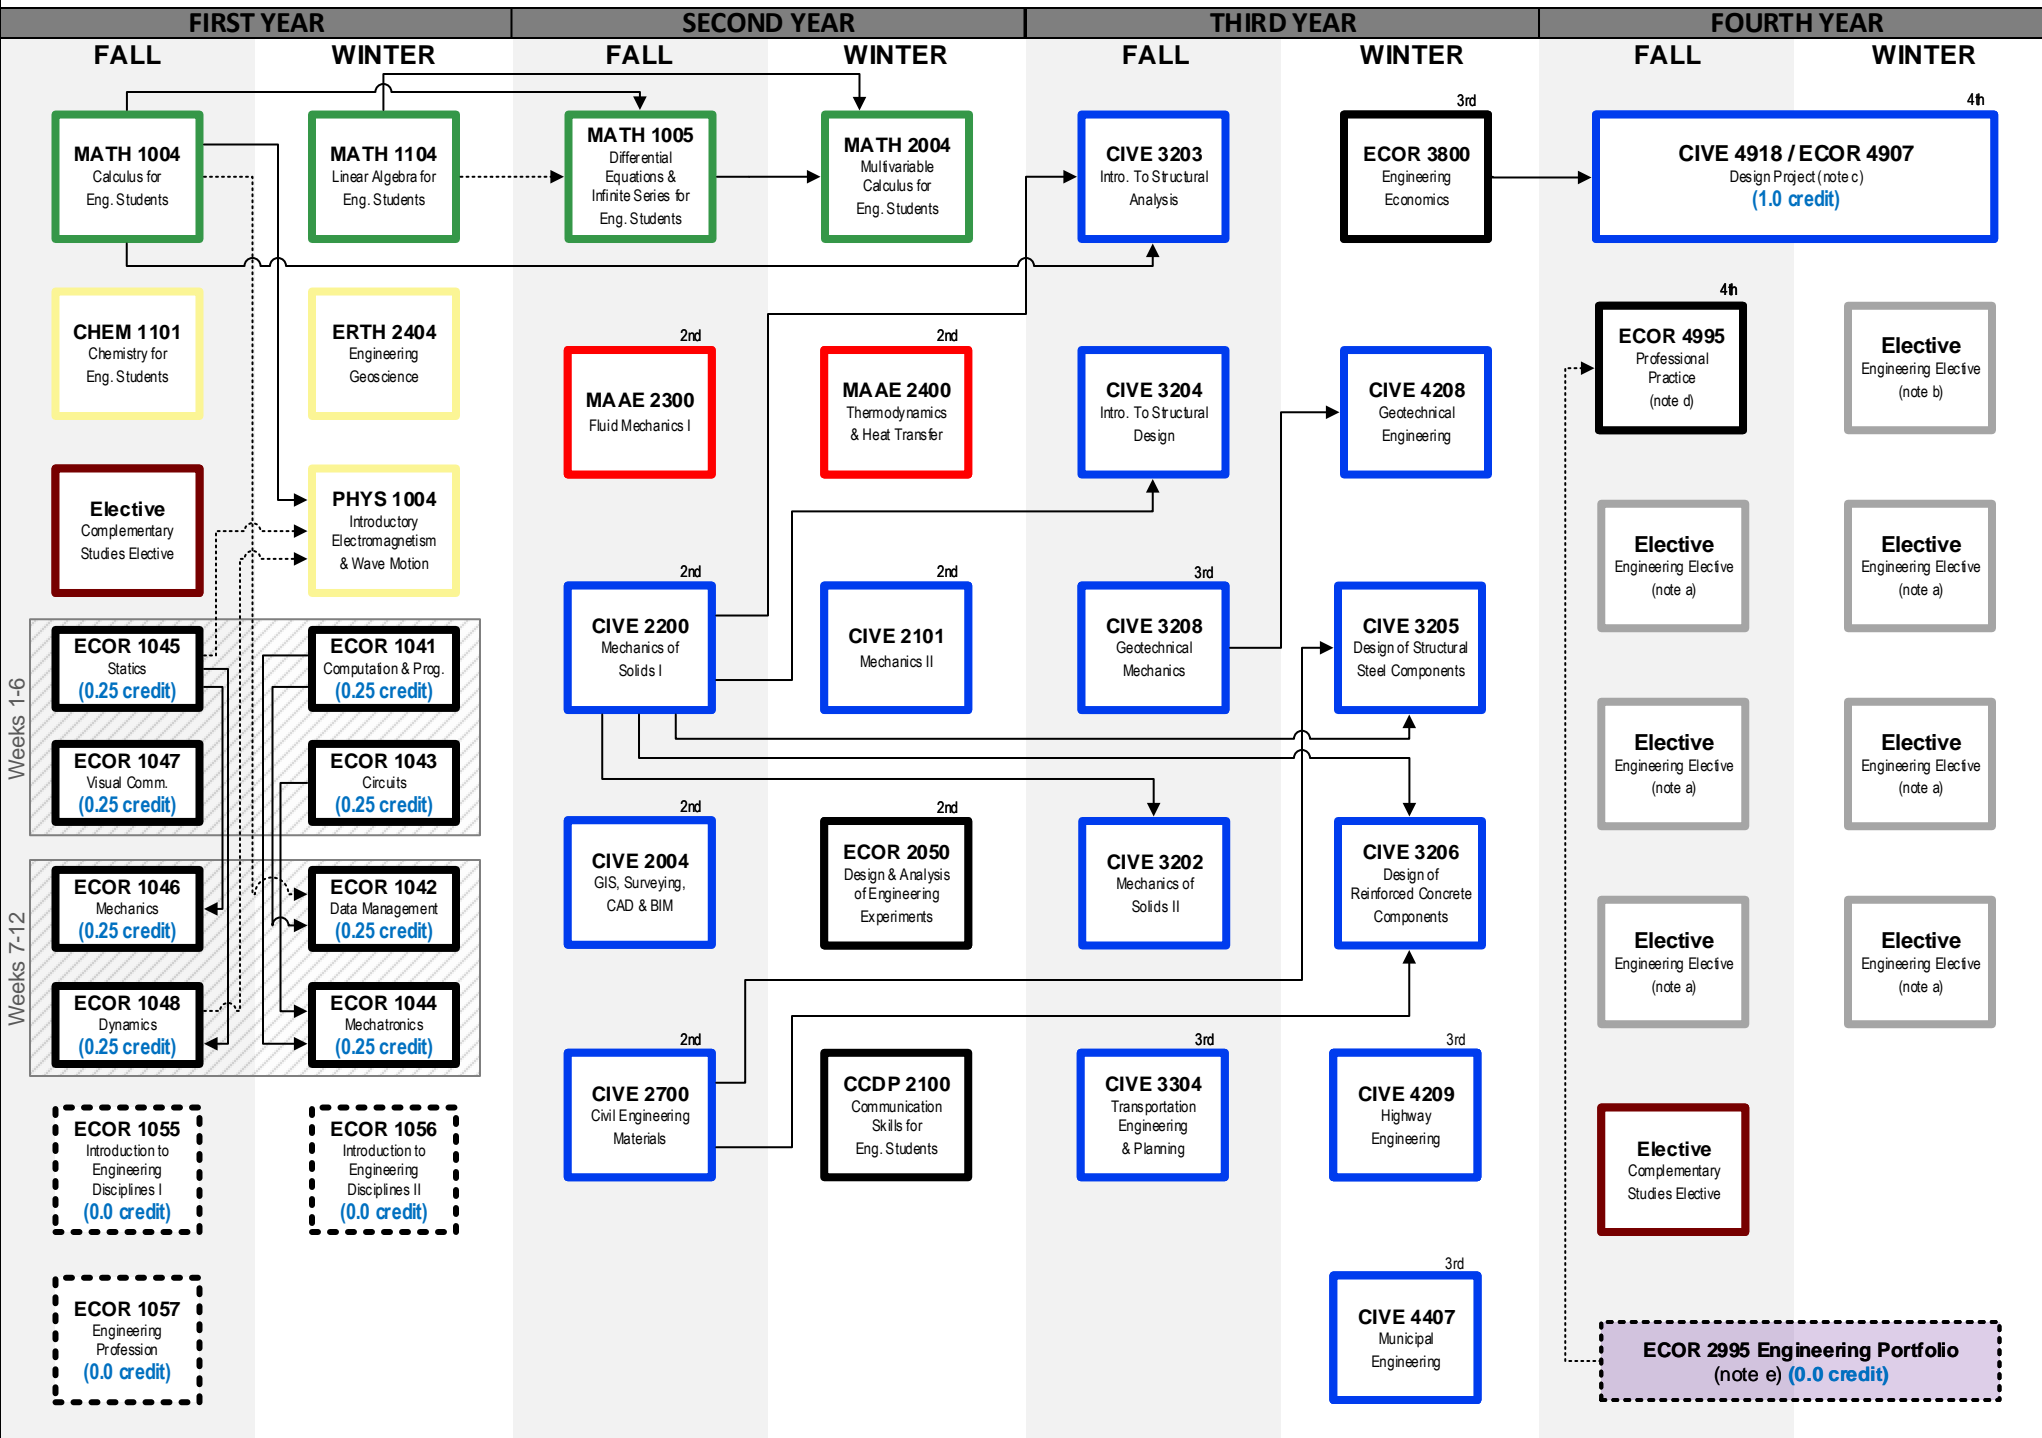 FIRST YEAR
SECOND YEAR
THIRD YEAR
FOURTH YEAR
FALL
WINTER
FALL
WINTER
FALL
WINTER
FALL
WINTER
MATH 1004
Calculus for
Eng. Students
CHEM 1101
Chemistry for
Eng. Students
Elective
Complementary
Studies Elective
Weeks 1-6
ECOR 1045
Statics
(0.25 credit)
ECOR 1047
Visual Comm.
(0.25 credit)
Weeks 7-12
ECOR 1046
Mechanics
(0.25 credit)
ECOR 1048
Dynamics
(0.25 credit)
ECOR 1055
Introduction to
Engineering
Disciplines I
(0.0 credit)
ECOR 1057
Engineering
Profession
(0.0 credit)
MATH 1104
Linear Algebra for
Eng. Students
ERTH 2404
Engineering
Geoscience
PHYS 1004
Introductory
Electromagnetism
& Wave Motion
ECOR 1041
Computation & Prog.
(0.25 credit)
ECOR 1043
Circuits
(0.25 credit)
ECOR 1042
Data Management
(0.25 credit)
ECOR 1044
Mechatronics
(0.25 credit)
ECOR 1056
Introduction to
Engineering
Disciplines II
(0.0 credit)
MATH 1005
Differential
Equations &
Infinite Series for
Eng. Students
2nd
MAAE 2300
Fluid Mechanics I
2nd
CIVE 2200
Mechanics of
Solids I
2nd
CIVE 2004
GIS, Surveying,
CAD & BIM
2nd
CIVE 2700
Civil Engineering
Materials
MATH 2004
Multivariable
Calculus for
Eng. Students
2nd
MAAE 2400
Thermodynamics
& Heat Transfer
2nd
CIVE 2101
Mechanics II
2nd
ECOR 2050
Design & Analysis
of Engineering
Experiments
CCDP 2100
Communication
Skills for
Eng. Students
CIVE 3203
Intro. To Structural
Analysis
CIVE 3204
Intro. To Structural
Design
3rd
CIVE 3208
Geotechnical
Mechanics
CIVE 3202
Mechanics of
Solids II
3rd
CIVE 3304
Transportation
Engineering
& Planning
3rd
ECOR 3800
Engineering
Economics
CIVE 4208
Geotechnical
Engineering
CIVE 3205
Design of Structural
Steel Components
CIVE 3206
Design of
Reinforced Concrete
Components
3rd
CIVE 4209
Highway
Engineering
3rd
CIVE 4407
Municipal
Engineering
4th
CIVE 4918 / ECOR 4907
Design Project (note c)
(1.0 credit)
4th
ECOR 4995
Professional
Practice
(note d)
Elective
Engineering Elective
(note a)
Elective
Engineering Elective
(note a)
Elective
Engineering Elective
(note a)
Elective
Complementary
Studies Elective
Elective
Engineering Elective
(note b)
Elective
Engineering Elective
(note a)
Elective
Engineering Elective
(note a)
Elective
Engineering Elective
(note a)
ECOR 2995 Engineering Portfolio
(note e) (0.0 credit)